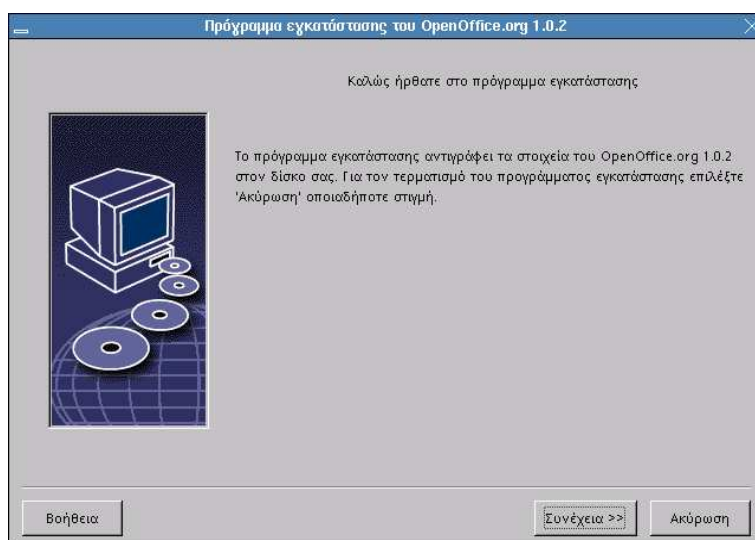 Πρόγραμμα εγκατάστασης του OpenOffice.org 1.0.2
Καλώς ήρθατε στο πρόγραμμα εγκατάστασης
Το πρόγραμμα εγκατάστασης αντιγράφει τα στοιχεία του OpenOffice.org 1.0.2
στον δίσκο σας. Για τον τερματισμό του προγράμματος εγκατάστασης επιλέξτε
'Ακύρωση' οποιαδήποτε στιγμή.
Βοήθεια
Συνέχεια >>
Ακύρωση